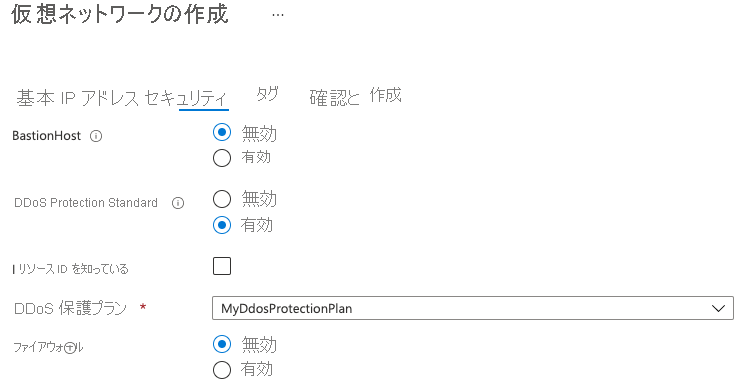 仮想ネットワークの作成 ...
基本 IP アドレス セキュリティ タグ 確認と 作成
BastionHost
無効
有効
DDoS Protection Standard
無効
有効
I リソース ID を知っている
DDoS 保護プラン *
MyDdosProtectionPlan
ファイアウォール
無効
有効